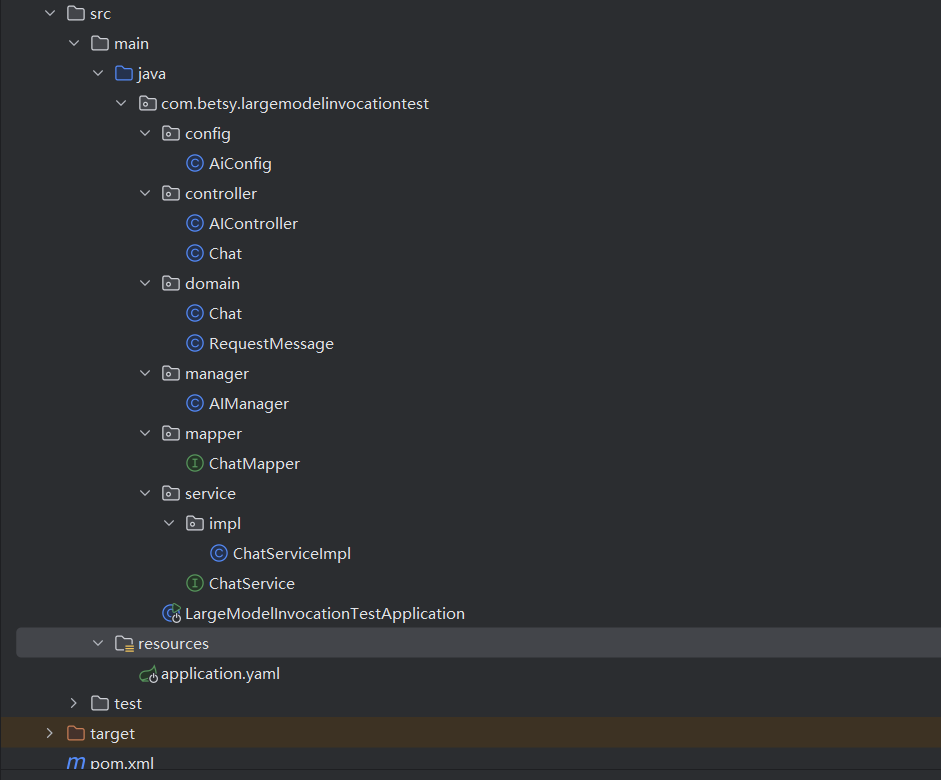 src
main
java
com.betsy.largemodelinvocationtest
config
AiConfig
controller
AIController
Chat
domain
Chat
RequestMessage
manager
AIManager
mapper
ChatMapper
service
impl
ChatServiceImpl
ChatService
LargeModelInvocationTestApplication
resources
application.yaml
test
target
pom.xml